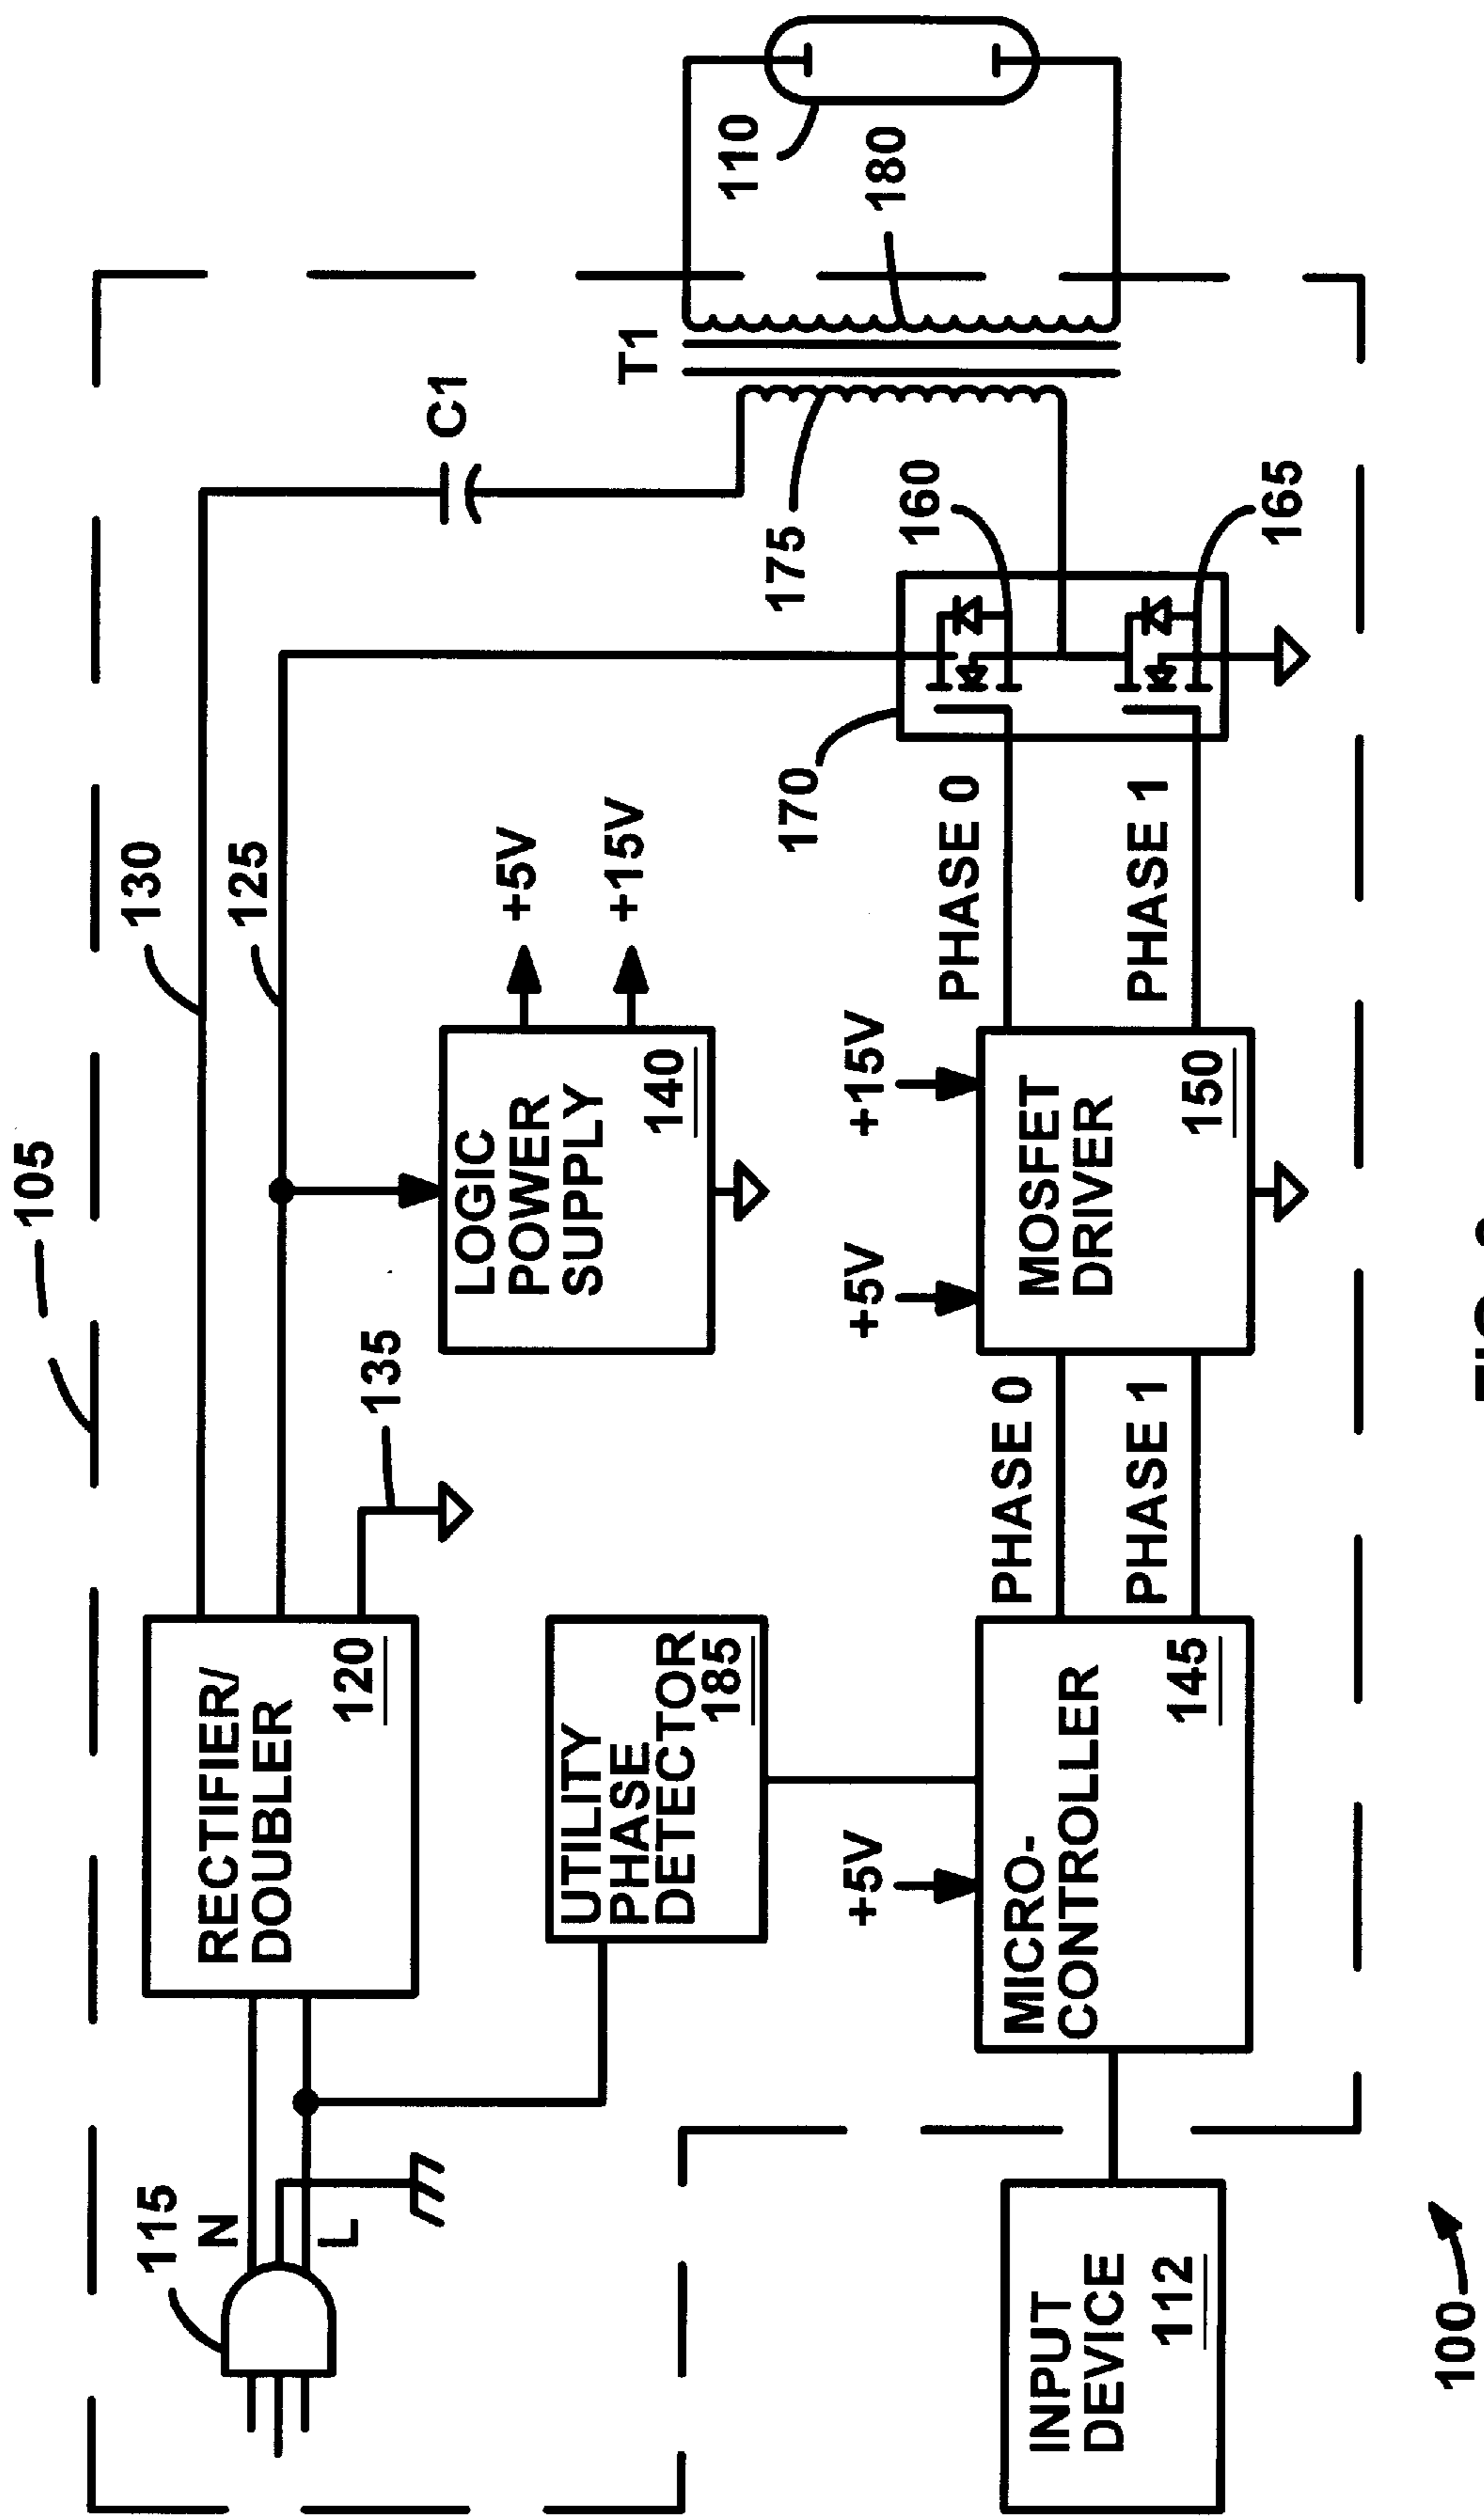 105
115
N
L
RECTIFIER/
DOUBLER
120
130
125
135
UTILITY
PHASE
DETECTOR
185
LOGIC
POWER
SUPPLY
140
+5V
+15V
C1
T1
110
180
175
160
165
170
INPUT
DEVICE
112
+5V
MICRO-
CONTROLLER
145
PHASE 0
PHASE 1
+5V
+15V
MOSFET
DRIVER
150
PHASE 0
PHASE 1
100